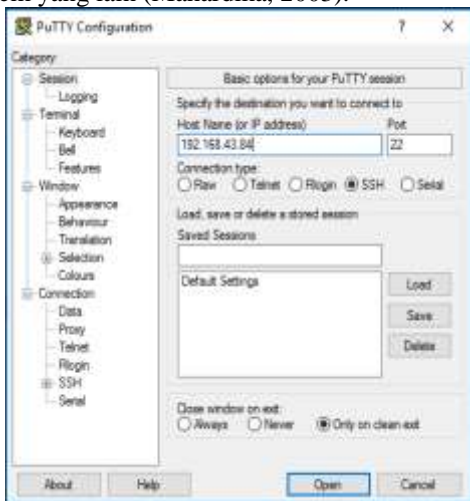 yang lain
PuTTY Configuration
? ×
Category:
Session
Logging
Terminal
Keyboard
Bell
Features
Window
Appearance
Behaviour
Translation
Selection
Colours
Connection
Data
Proxy
Telnet
Rlogin
SSH
Serial
Basic options for your PuTTY session
Specify the destination you want to connect to
Host Name (or IP address) Port
192.168.43.84 22
Connection type:
Raw Telnet Rlogin SSH Serial
Load, save or delete a stored session
Saved Sessions
Default Settings
Load
Save
Delete
Close window on exit:
Always Never Only on clean exit
About Help Open Cancel